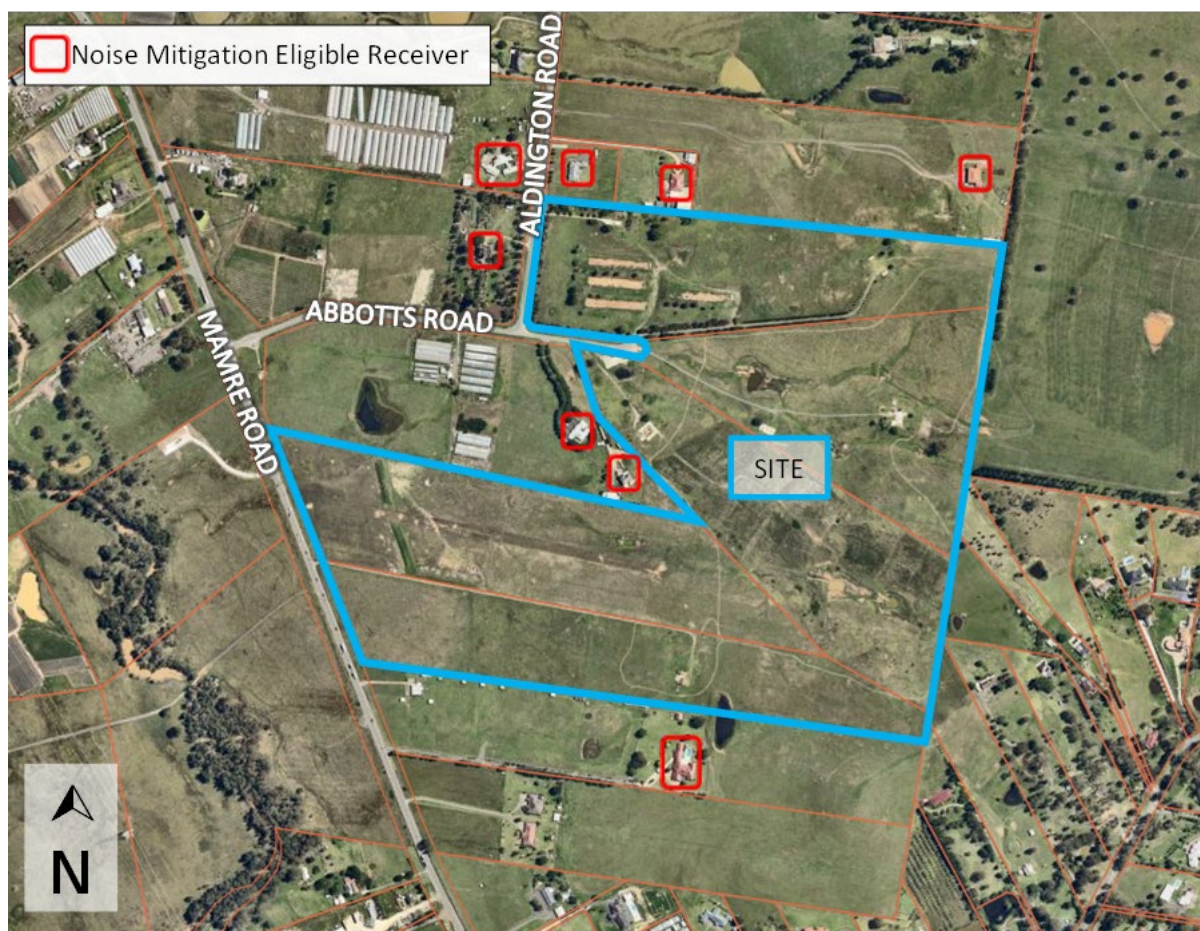 Noise Mitigation Eligible Receiver
ALDINGTON ROAD
ABBOTTS ROAD
MAMRE ROAD
SITE
N